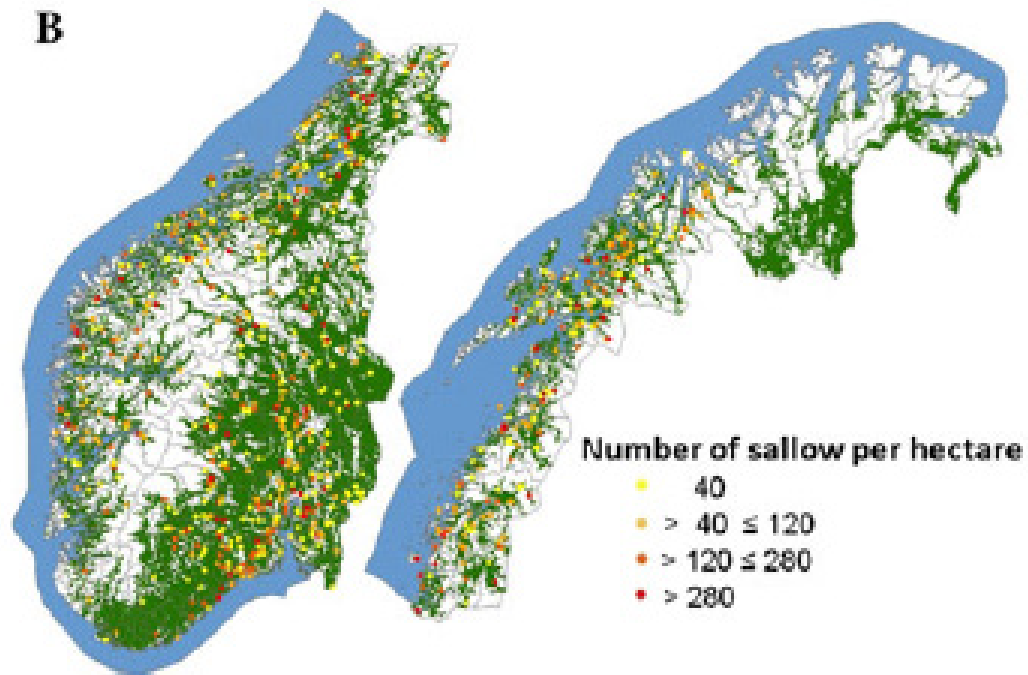 B
Number of sallow per hectare
40
> 40 ≤ 120
> 120 ≤ 280
> 280